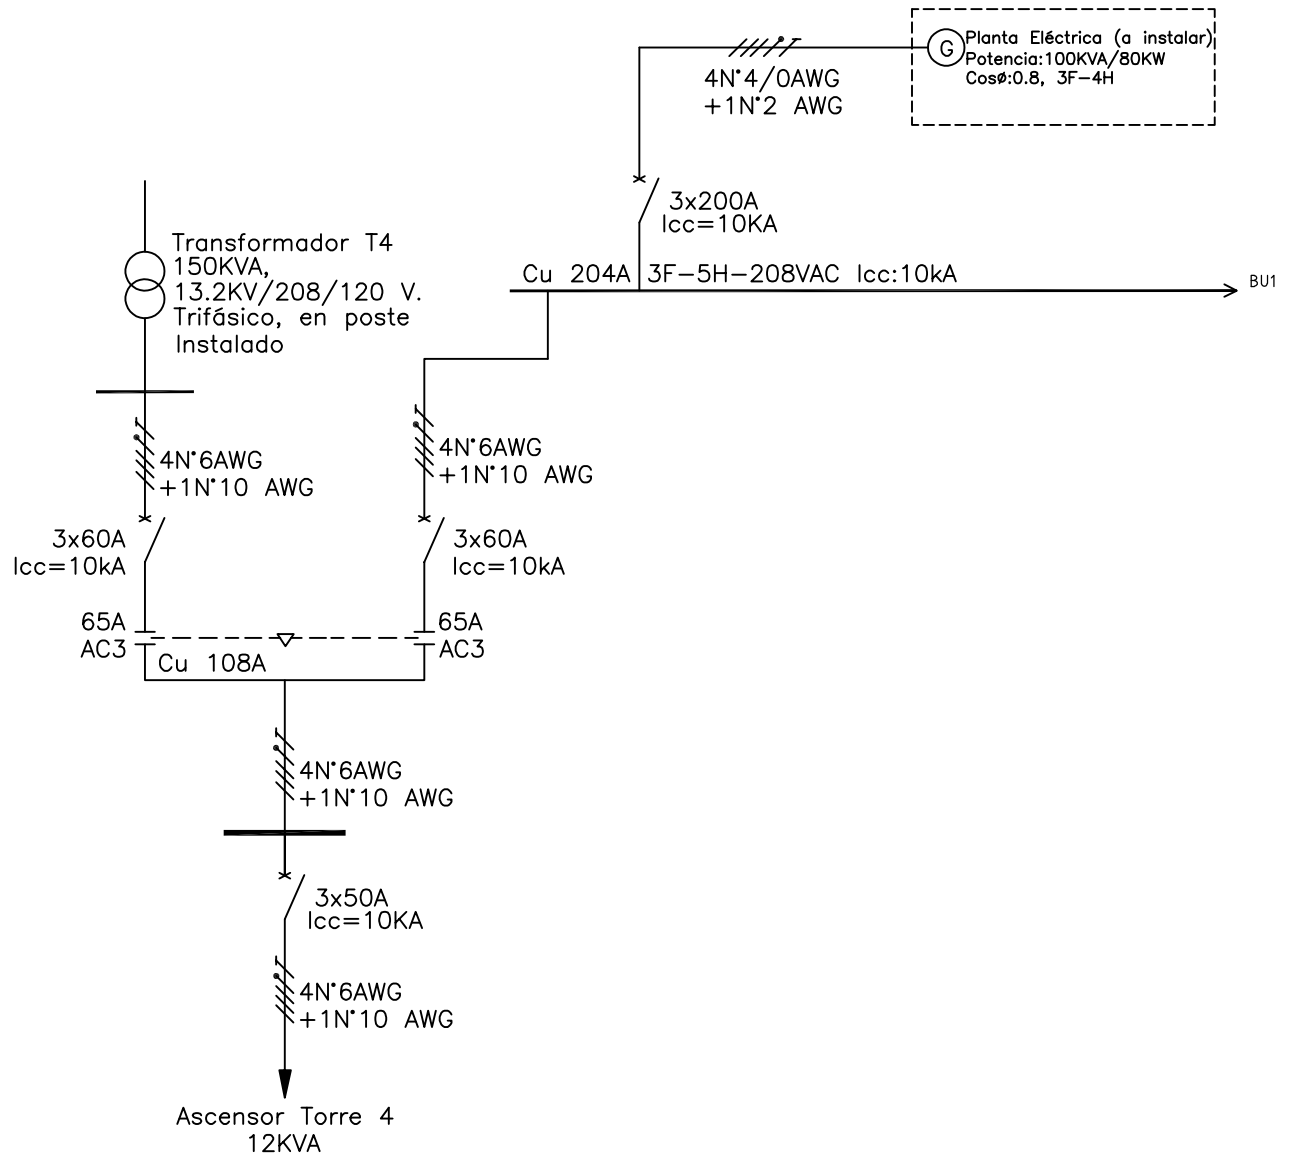 G
Planta Eléctrica (a instalar)
Potencia:100KVA/80KW
Cosø:0.8, 3F-4H
4N°4/0AWG
+1N°2 AWG
3x200A
Icc=10KA
Transformador T4
150KVA,
13.2KV/208/120 V.
Trifásico, en poste
Instalado
Cu 204A 3F-5H-208VAC Icc:10kA
BU1
4N°6AWG
+1N°10 AWG
4N°6AWG
+1N°10 AWG
3x60A
Icc=10kA
3x60A
Icc=10kA
65A
AC3
65A
AC3
Cu 108A
4N°6AWG
+1N°10 AWG
3x50A
Icc=10KA
4N°6AWG
+1N°10 AWG
Ascensor Torre 4
12KVA